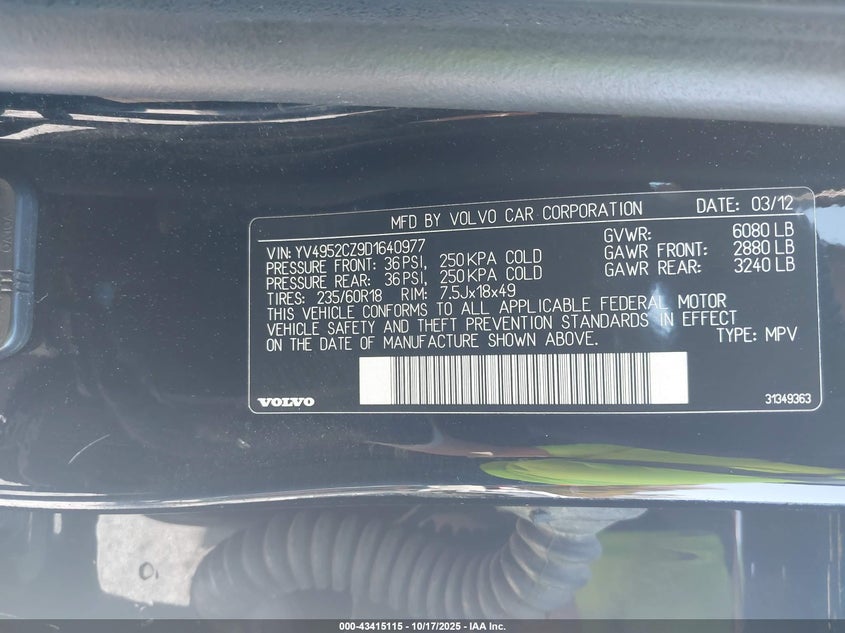 MFD BY VOLVO CAR CORPORATION DATE: 03/12
VIN: YV4952CZ9D1640977 GVWR: 6080 LB
PRESSURE FRONT: 36 PSI, 250 KPA COLD GAWR FRONT: 2880 LB
PRESSURE REAR: 36 PSI, 250 KPA COLD GAWR REAR: 3240 LB
TIRES: 235/60R18 RIM: 7.5Jx18x49
THIS VEHICLE CONFORMS TO ALL APPLICABLE FEDERAL MOTOR
VEHICLE SAFETY AND THEFT PREVENTION STANDARDS IN EFFECT
ON THE DATE OF MANUFACTURE SHOWN ABOVE. TYPE: MPV
VOLVO 31349363
VOLVO
000-43415115 - 10/17/2025 - IAA Inc.